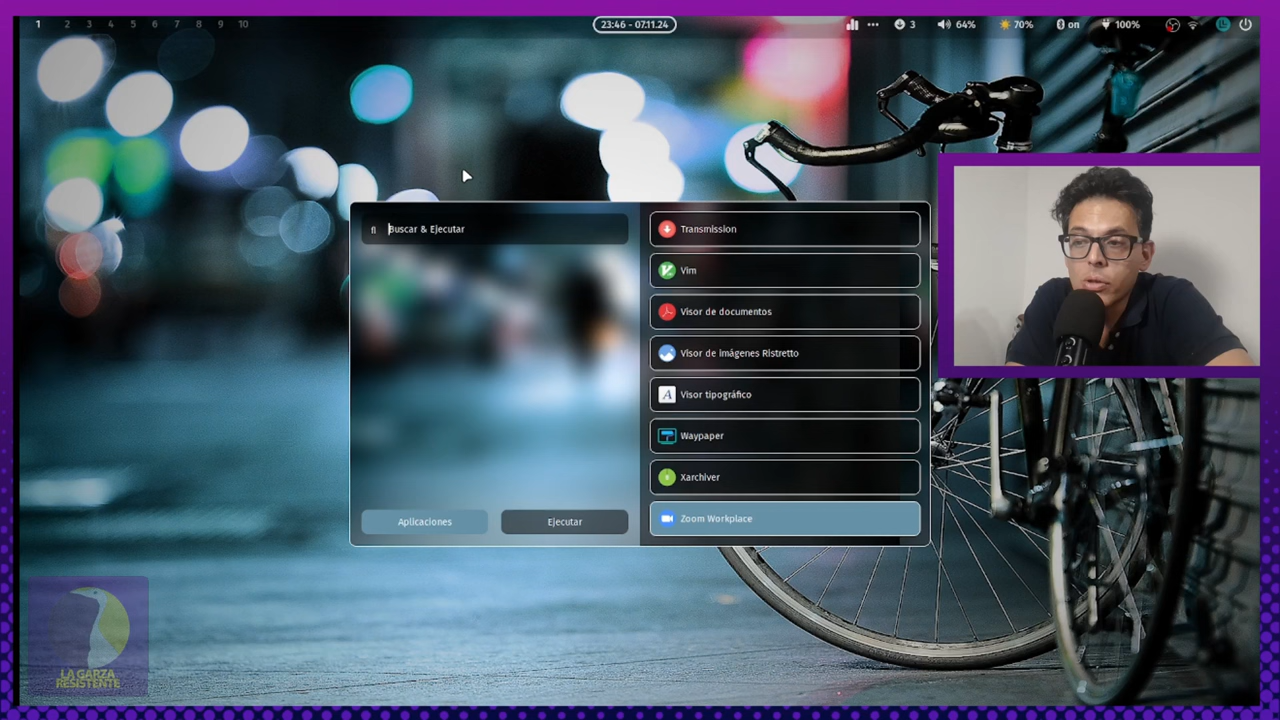 1 2 3 4 5 6 7 8 9 10
23:46 - 07.11.24
3 64% 70% on 100%
Buscar & Ejecutar
Aplicaciones
Ejecutar
Transmission
Vim
Visor de documentos
Visor de imágenes Ristretto
Visor tipográfico
Waypaper
Xarchiver
Zoom Workplace
LA GARZA
RESISTENTE